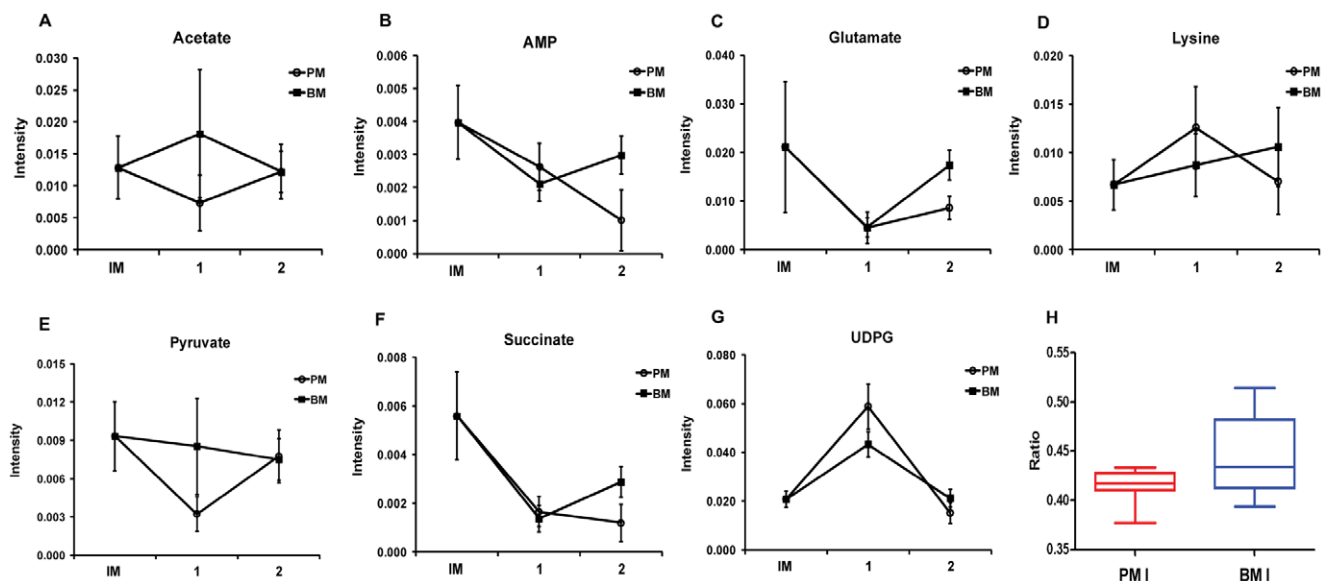 A
Acetate
0.030
0.025
0.020
0.015
0.010
0.005
0.000
Intensity
IM 1 2
PM
BM
B
AMP
0.006
0.005
0.004
0.003
0.002
0.001
0.000
Intensity
IM 1 2
PM
BM
C
Glutamate
0.040
0.030
0.020
0.010
0.000
Intensity
IM 1 2
PM
BM
D
Lysine
0.020
0.015
0.010
0.005
0.000
Intensity
IM 1 2
PM
BM
E
Pyruvate
0.015
0.012
0.009
0.006
0.003
0.000
Intensity
IM 1 2
PM
BM
F
Succinate
0.008
0.006
0.004
0.002
0.000
Intensity
IM 1 2
PM
BM
G
UDPG
0.080
0.060
0.040
0.020
0.000
Intensity
IM 1 2
PM
BM
H
0.55
0.50
0.45
0.40
0.35
Ratio
PM I BM I